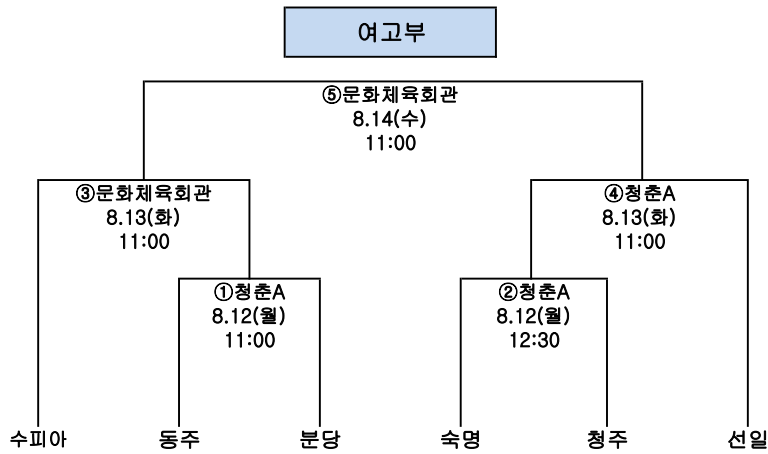 여고부
⑤문화체육회관
8.14(수)
11:00
③문화체육회관
8.13(화)
11:00
④청춘A
8.13(화)
11:00
①청춘A
8.12(월)
11:00
②청춘A
8.12(월)
12:30
수피아 동주 분당 숙명 청주 선일